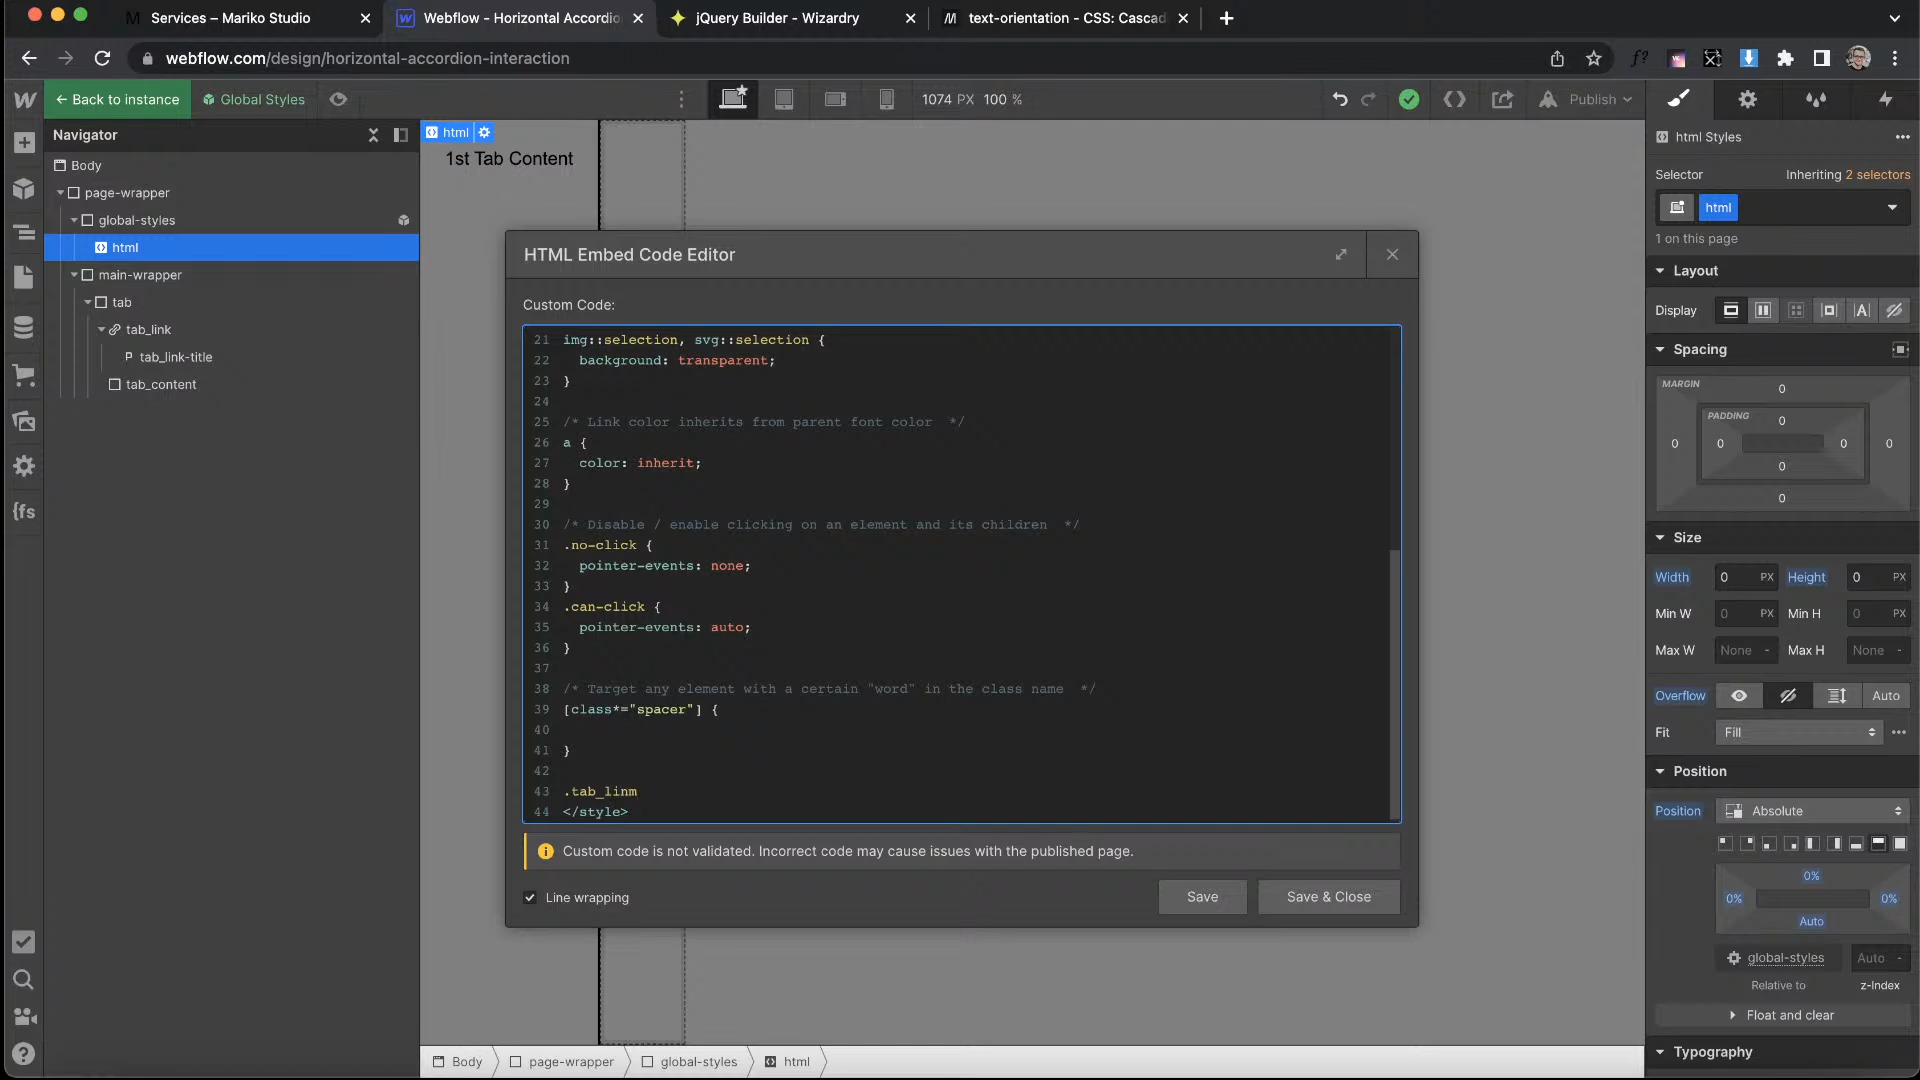 Services – Mariko Studio
Webflow - Horizontal Accordio
jQuery Builder - Wizardry
text-orientation - CSS: Cascad
webflow.com/design/horizontal-accordion-interaction
Back to instance
Global Styles
1074 PX 100 %
Publish
Navigator
Body
page-wrapper
global-styles
html
main-wrapper
tab
tab_link
tab_link-title
tab_content
html
1st Tab Content
HTML Embed Code Editor
Custom Code:
21 img::selection, svg::selection {
22 background: transparent;
23 }
24
25 /* Link color inherits from parent font color */
26 a {
27 color: inherit;
28 }
29
30 /* Disable / enable clicking on an element and its children */
31 .no-click {
32 pointer-events: none;
33 }
34 .can-click {
35 pointer-events: auto;
36 }
37
38 /* Target any element with a certain "word" in the class name */
39 [class*="spacer"] {
40
41 }
42
43 .tab_linm
44 </style>
Custom code is not validated. Incorrect code may cause issues with the published page.
Line wrapping
Save
Save & Close
Body
page-wrapper
global-styles
html
html Styles
Selector
Inheriting 2 selectors
html
1 on this page
Layout
Display
Spacing
MARGIN
0
PADDING
0
0 0 0 0
0
0
Size
Width 0 PX Height 0 PX
Min W 0 PX Min H 0 PX
Max W None - Max H None -
Overflow Auto
Fit Fill
Position
Position Absolute
0%
0% 0%
Auto
global-styles Auto -
Relative to z-Index
Float and clear
Typography